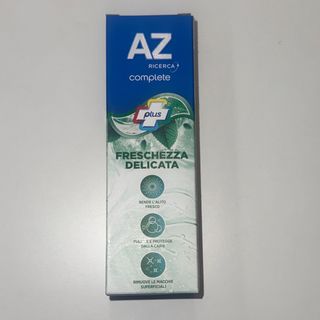 AZ
RICERCA
complete
plus
FRESCHEZZA
DELICATA
RENDE L'ALITO
FRESCO
E PROTEGGE
DALLA CARIE
RIMUOVE LE MACCHIE
SUPERFICIALI